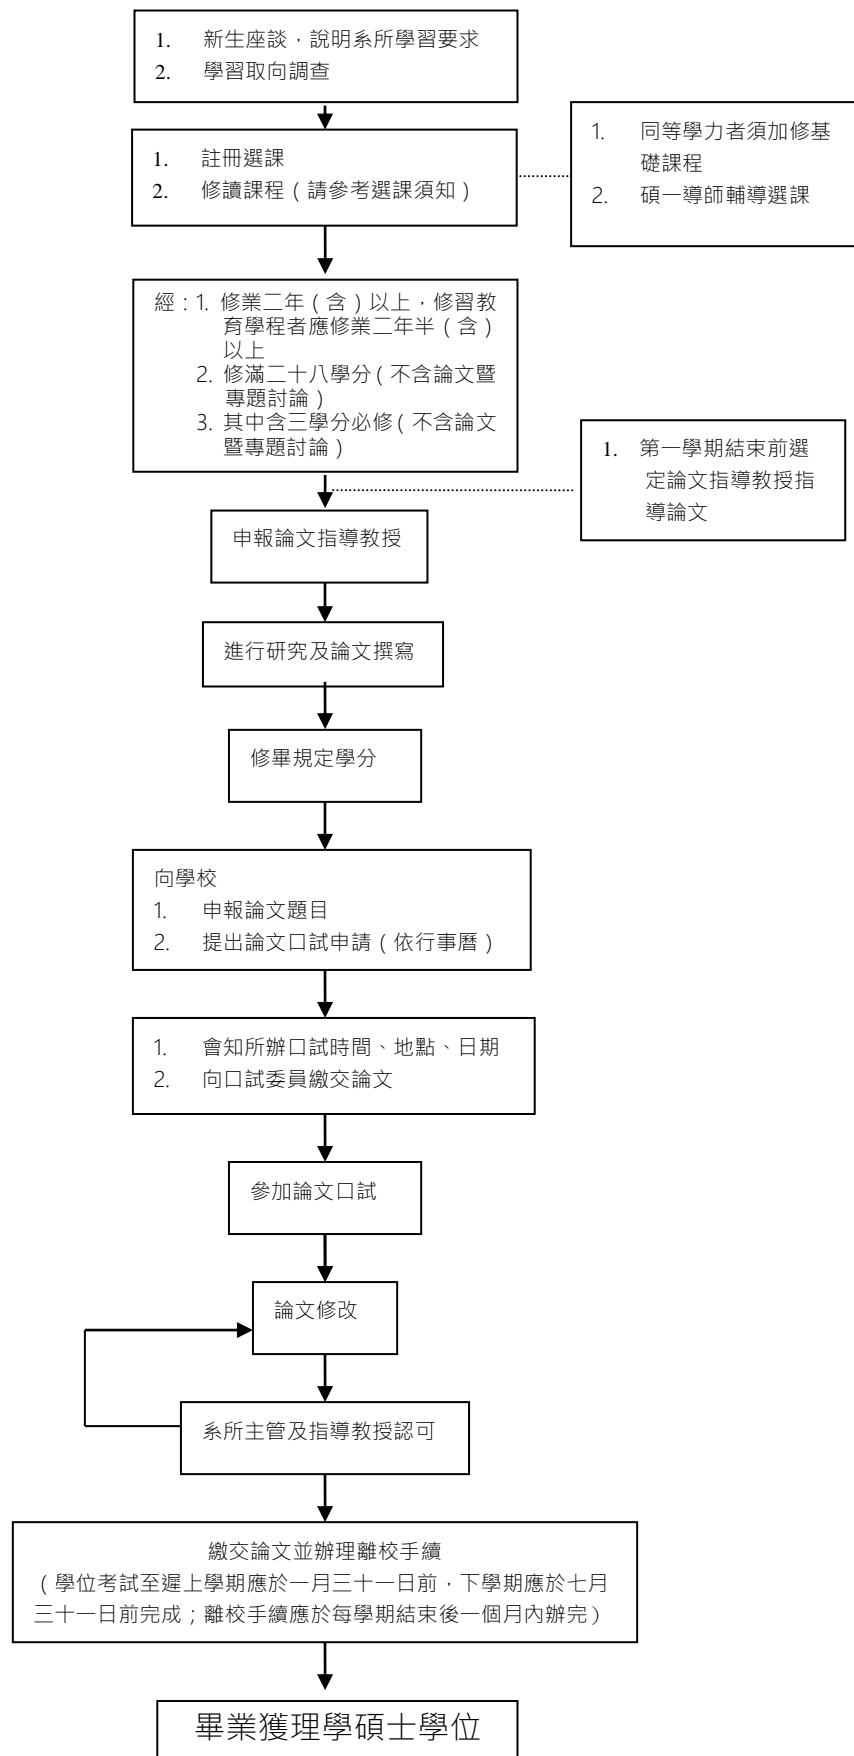 1. 新生座談，說明系所學習要求
2. 學習取向調查
1. 註冊選課
2. 修讀課程（請參考選課須知）
1. 同等學力者須加修基
礎課程
2. 碩一導師輔導選課
經：1. 修業二年（含）以上，修習教
育學程者應修業二年半（含）
以上
2. 修滿二十八學分（不含論文暨
專題討論）
3. 其中含三學分必修（不含論文
暨專題討論）
1. 第一學期結束前選
定論文指導教授指
導論文
申報論文指導教授
進行研究及論文撰寫
修畢規定學分
向學校
1. 申報論文題目
2. 提出論文口試申請（依行事曆）
1. 會知所辦口試時間、地點、日期
2. 向口試委員繳交論文
參加論文口試
論文修改
系所主管及指導教授認可
繳交論文並辦理離校手續
（學位考試至遲上學期應於一月三十一日前，下學期應於七月
三十一日前完成；離校手續應於每學期結束後一個月內辦完）
畢業獲理學碩士學位